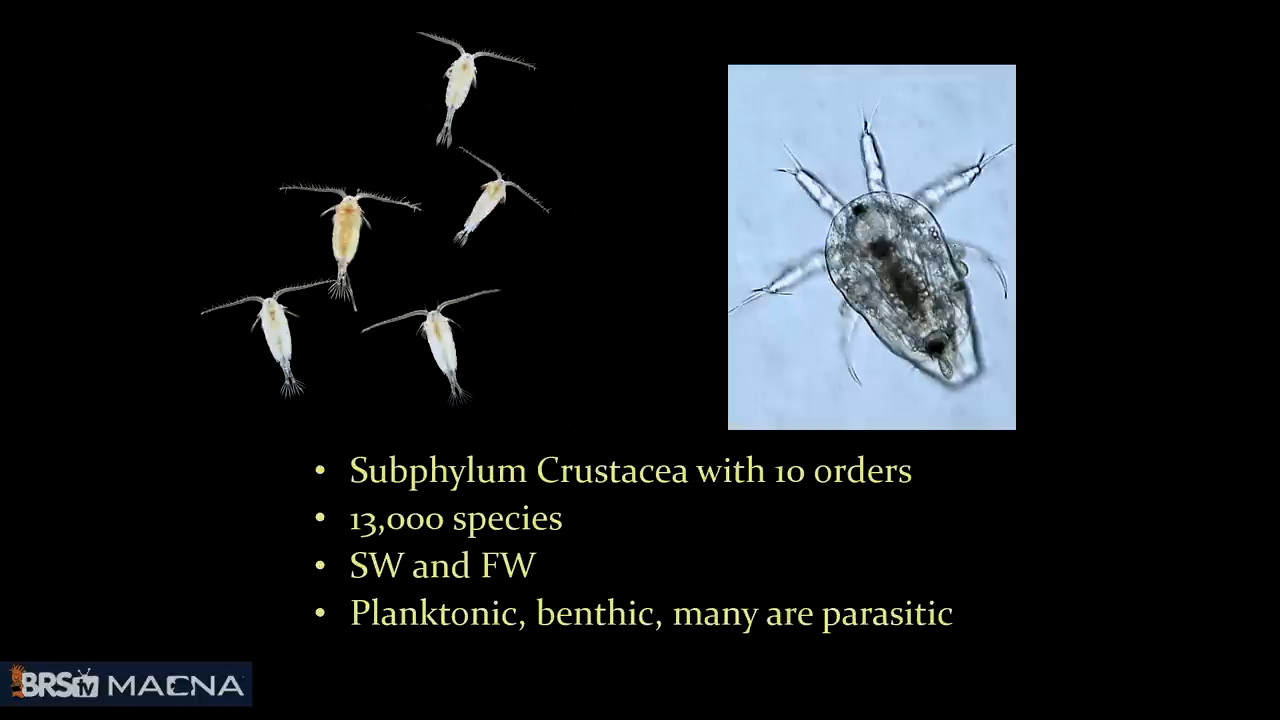 • Subphylum Crustacea with 10 orders
• 13,000 species
• SW and FW
• Planktonic, benthic, many are parasitic
BRS tv MACNA